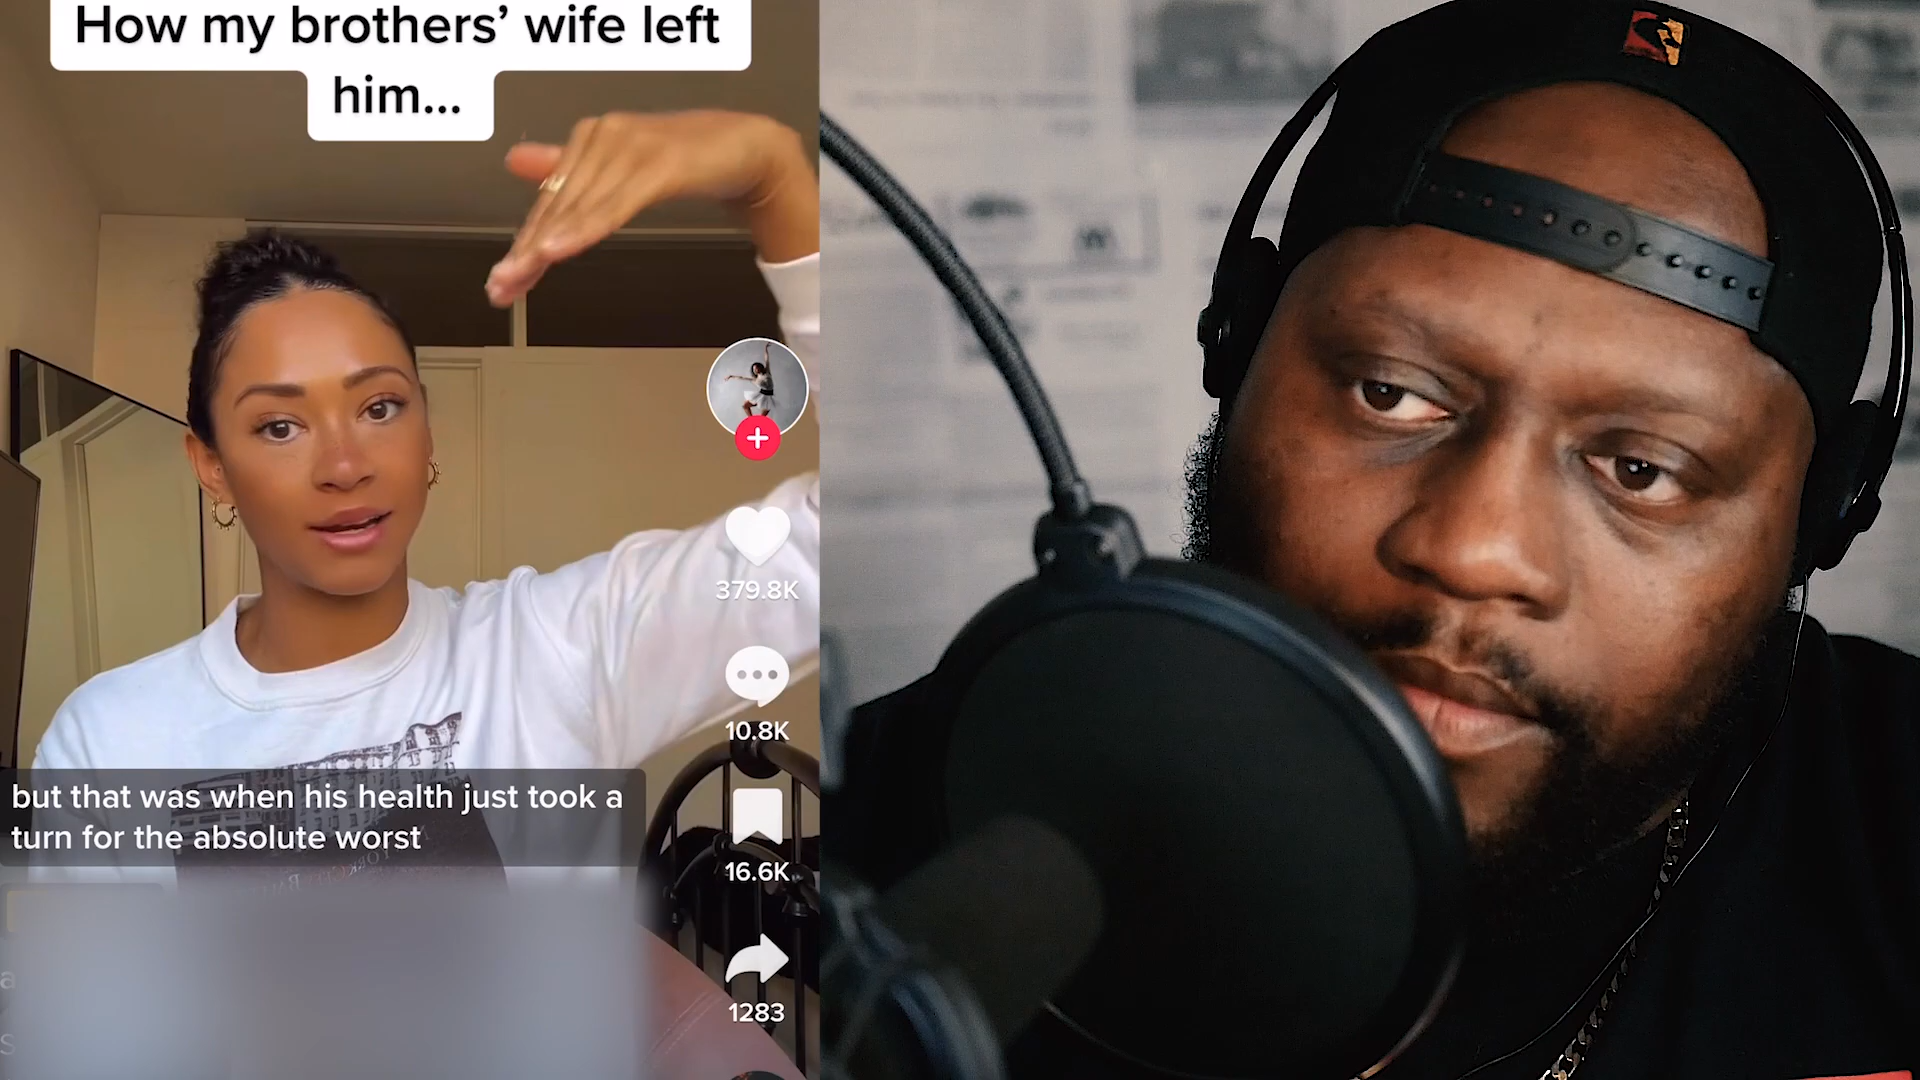 How my brothers’ wife left
him...
379.8K
10.8K
but that was when his health just took a
turn for the absolute worst
16.6K
1283